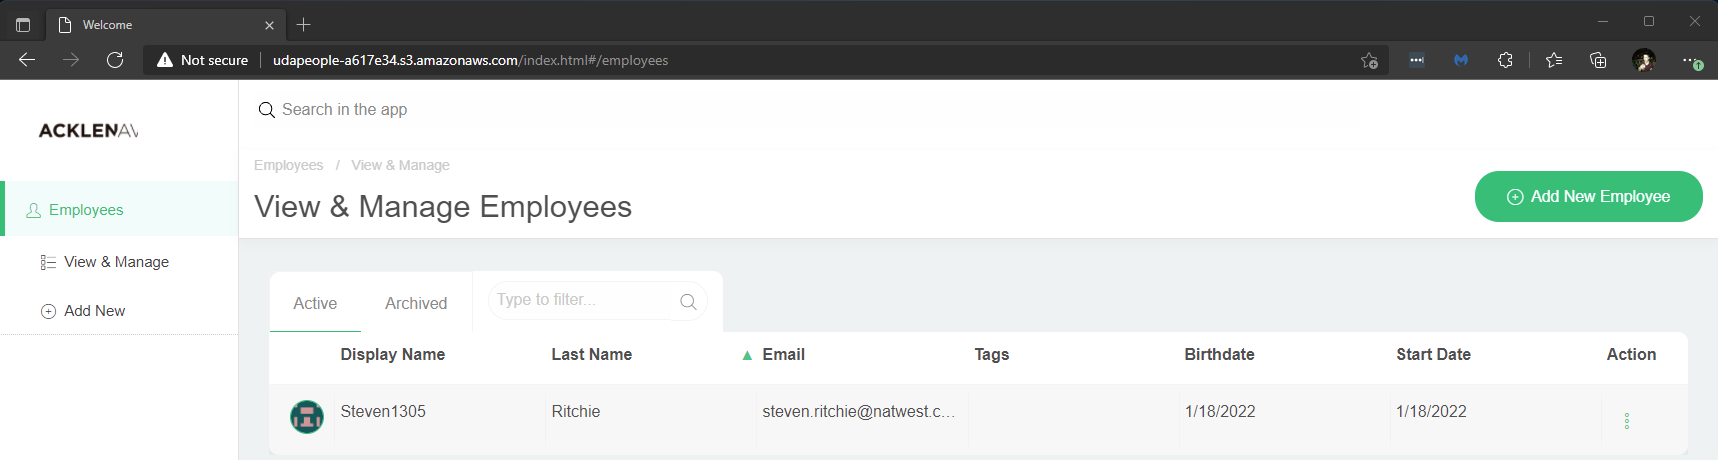 Welcome
Not secure udapeople-a617e34.s3.amazonaws.com/index.html#/employees
ACKLENAV
Search in the app
Employees / View & Manage
View & Manage Employees
Add New Employee
Employees
View & Manage
Add New
Active Archived Type to filter...
Display Name Last Name Email Tags Birthdate Start Date Action
Steven1305 Ritchie steven.ritchie@natwest.c... 1/18/2022 1/18/2022